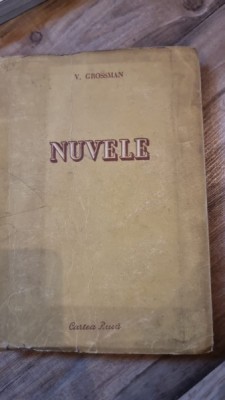 V. GROSSMAN
NUVELE
Cartea Rusă